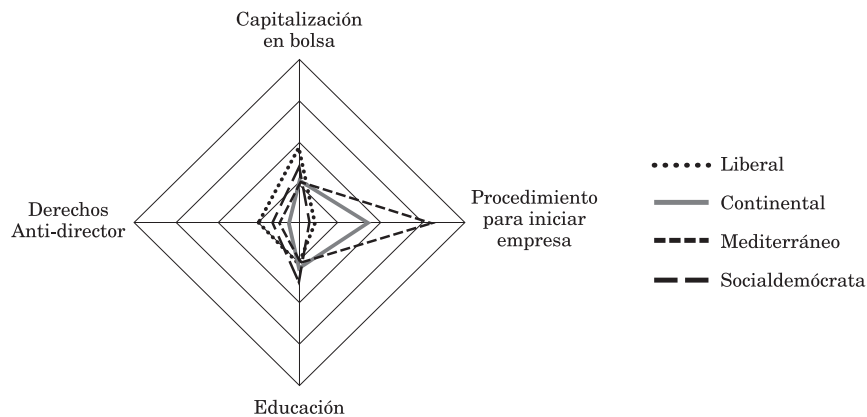 Capitalización
en bolsa
Derechos
Anti-director
Procedimiento
para iniciar
empresa
Educación
Liberal
Continental
Mediterráneo
Socialdemócrata